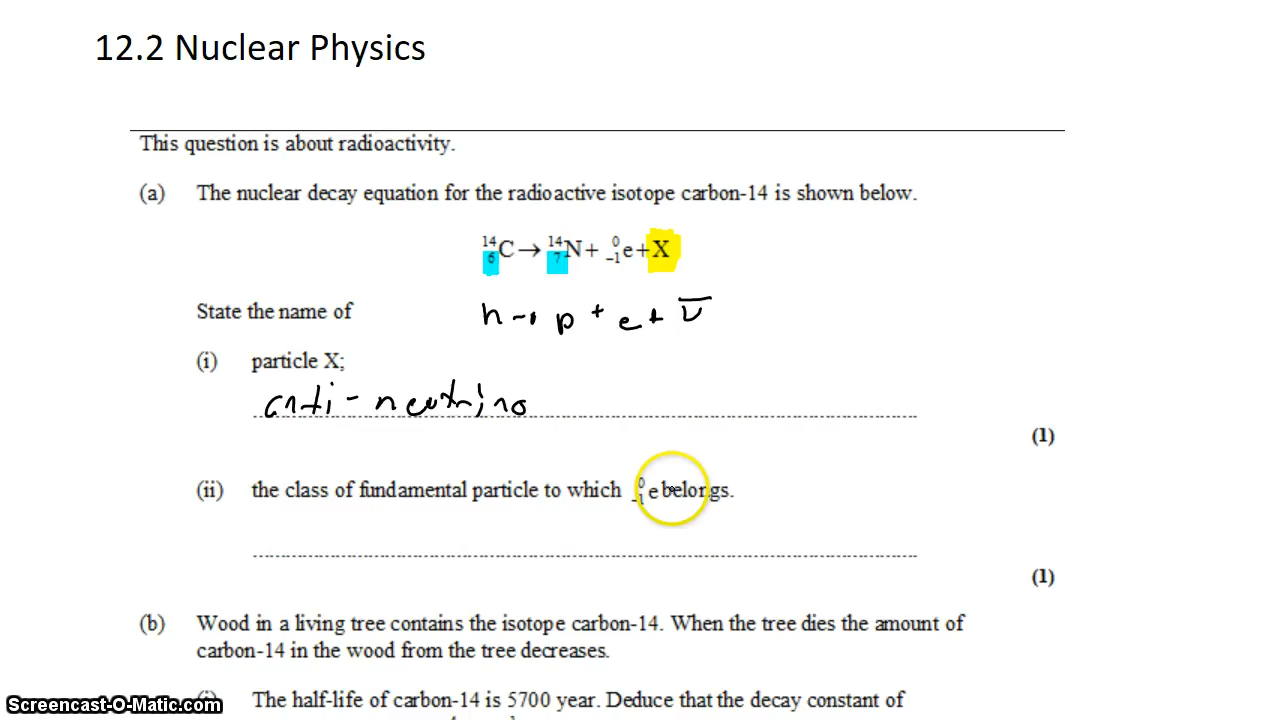 12.2 Nuclear Physics
This question is about radioactivity.
(a) The nuclear decay equation for the radioactive isotope carbon-14 is shown below.
¹⁴₆C → ¹⁴₇N + ⁰₋₁e + X
State the name of
n → p + e + ν̅
(i) particle X;
anti-neutrino
(1)
(ii) the class of fundamental particle to which ⁰₋₁e belongs.
(1)
(b) Wood in a living tree contains the isotope carbon-14. When the tree dies the amount of
carbon-14 in the wood from the tree decreases.
(i) The half-life of carbon-14 is 5700 year. Deduce that the decay constant of
Screencast-O-Matic.com